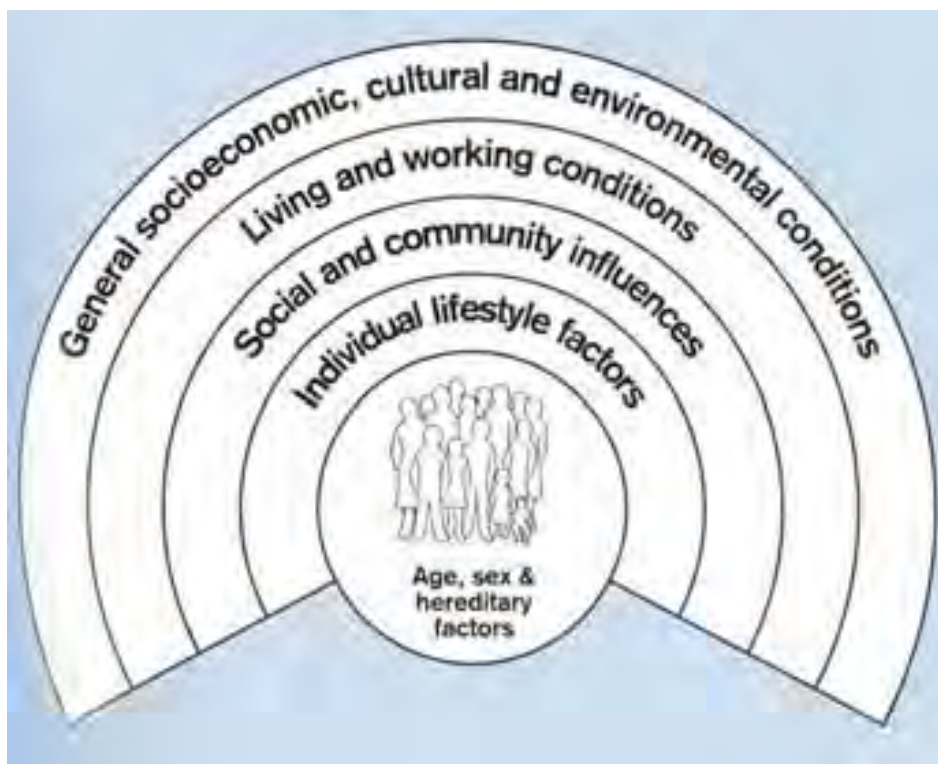 General socioeconomic, cultural and environmental conditions
Living and working conditions
Social and community influences
Individual lifestyle factors
Age, sex &
hereditary
factors